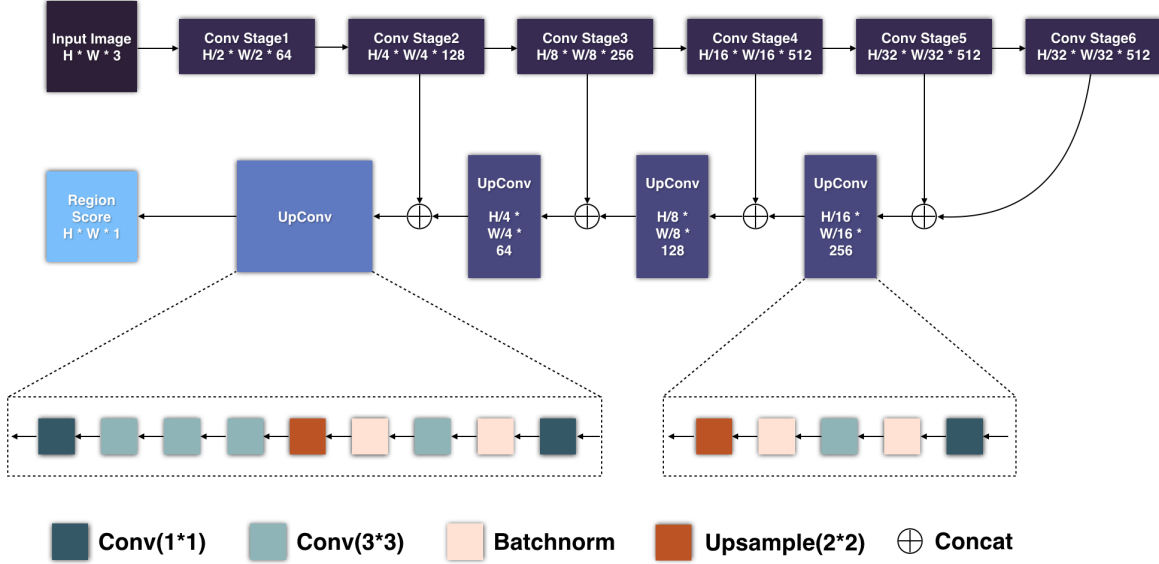 Input Image
H * W * 3
Conv Stage1
H/2 * W/2 * 64
Conv Stage2
H/4 * W/4 * 128
Conv Stage3
H/8 * W/8 * 256
Conv Stage4
H/16 * W/16 * 512
Conv Stage5
H/32 * W/32 * 512
Conv Stage6
H/32 * W/32 * 512
Region
Score
H * W * 1
UpConv
UpConv
H/4 *
W/4 *
64
UpConv
H/8 *
W/8 *
128
UpConv
H/16 *
W/16 *
256
Conv(1*1)
Conv(3*3)
Batchnorm
Upsample(2*2)
Concat